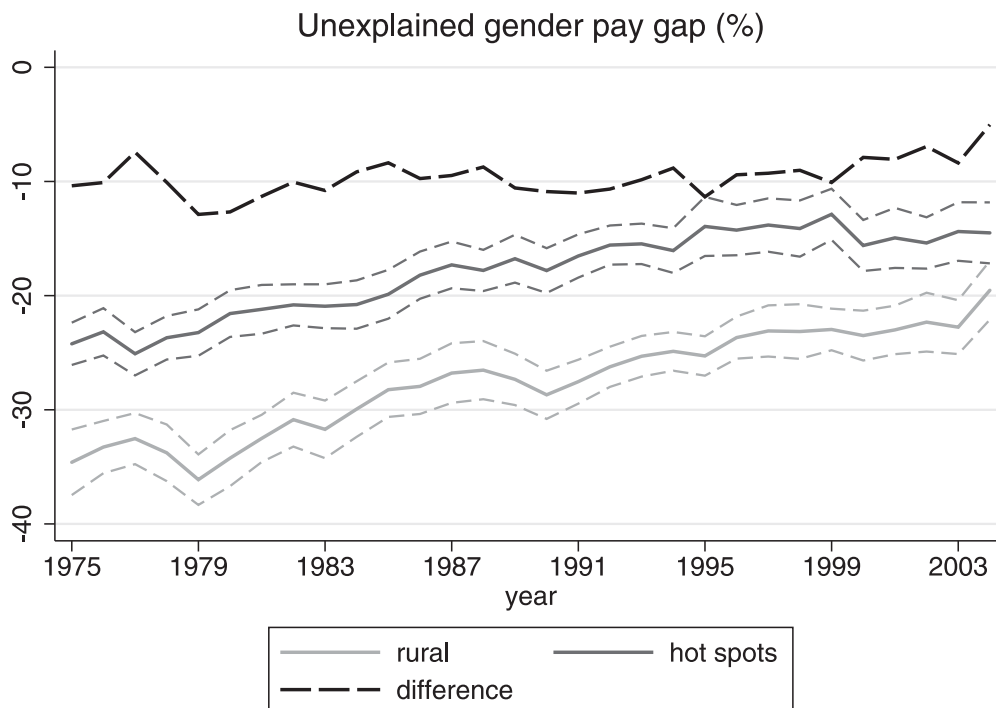 Unexplained gender pay gap (%)
0
-10
-20
-30
-40
1975 1979 1983 1987 1991 1995 1999 2003
year
rural hot spots
difference